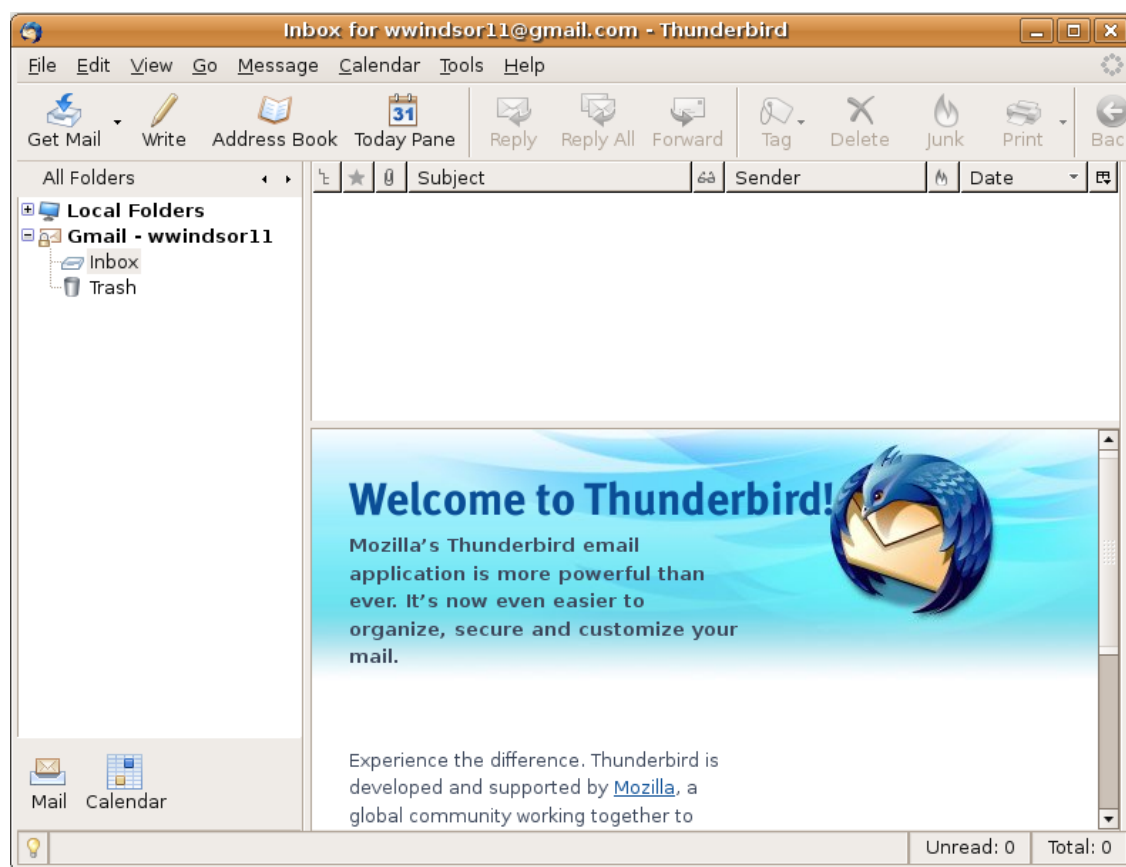 Inbox for wwindsor11@gmail.com - Thunderbird
File Edit View Go Message Calendar Tools Help
Get Mail Write Address Book 31 Today Pane Reply Reply All Forward Tag Delete Junk Print Bac
All Folders Subject Sender Date
Local Folders
Gmail - wwindsor11
Inbox
Trash
Welcome to Thunderbird!
Mozilla's Thunderbird email
application is more powerful than
ever. It's now even easier to
organize, secure and customize your
mail.
Experience the difference. Thunderbird is
developed and supported by Mozilla, a
global community working together to
Mail Calendar
Unread: 0 Total: 0